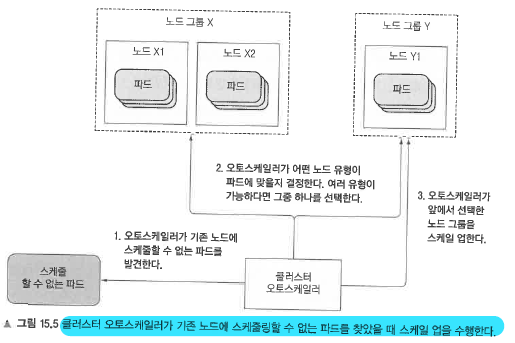 노드 그룹 X
노드 그룹 Y
노드 X1
노드 X2
노드 Y1
파드
파드
파드
2. 오토스케일러가 어떤 노드 유형이
파드에 맞을지 결정한다. 여러 유형이
가능하다면 그중 하나를 선택한다.
3. 오토스케일러가
앞에서 선택한
노드 그룹을
스케일 업한다.
1. 오토스케일러가 기존 노드에
스케줄할 수 없는 파드를
발견한다.
스케줄
할 수 없는 파드
클러스터
오토스케일러
▲ 그림 15.5 클러스터 오토스케일러가 기존 노드에 스케줄링할 수 없는 파드를 찾았을 때 스케일 업을 수행한다.